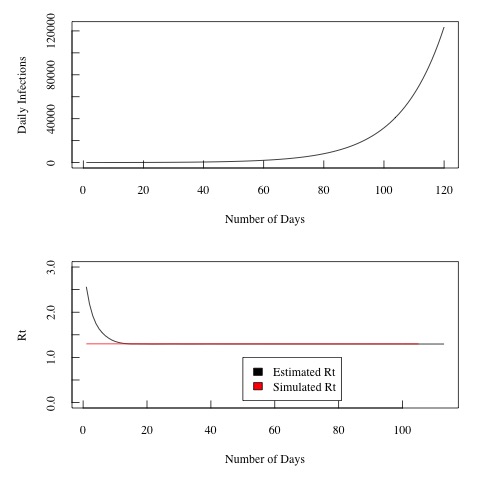 120000
80000
40000
0
Daily Infections
0 20 40 60 80 100 120
Number of Days
3.0
2.0
1.0
0.0
Rt
Estimated Rt
Simulated Rt
0 20 40 60 80 100
Number of Days